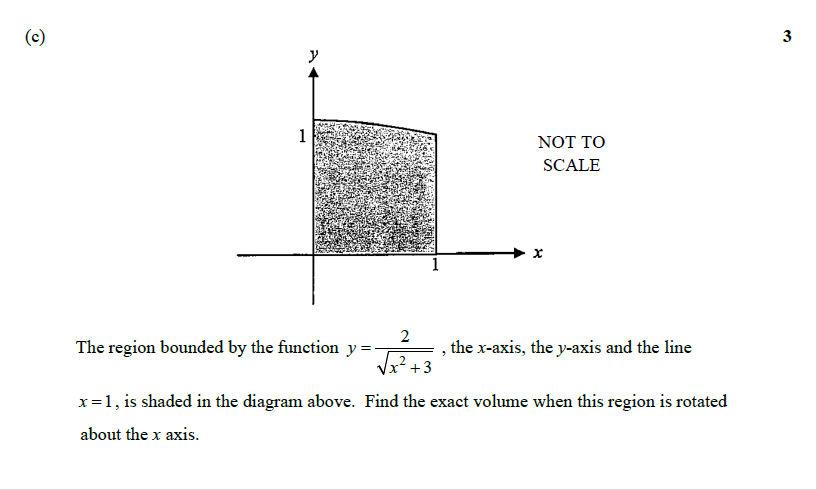 (c)
3
y
1
NOT TO
SCALE
x
1
The region bounded by the function y = 2/√(x² + 3) , the x-axis, the y-axis and the line
x = 1, is shaded in the diagram above. Find the exact volume when this region is rotated
about the x axis.